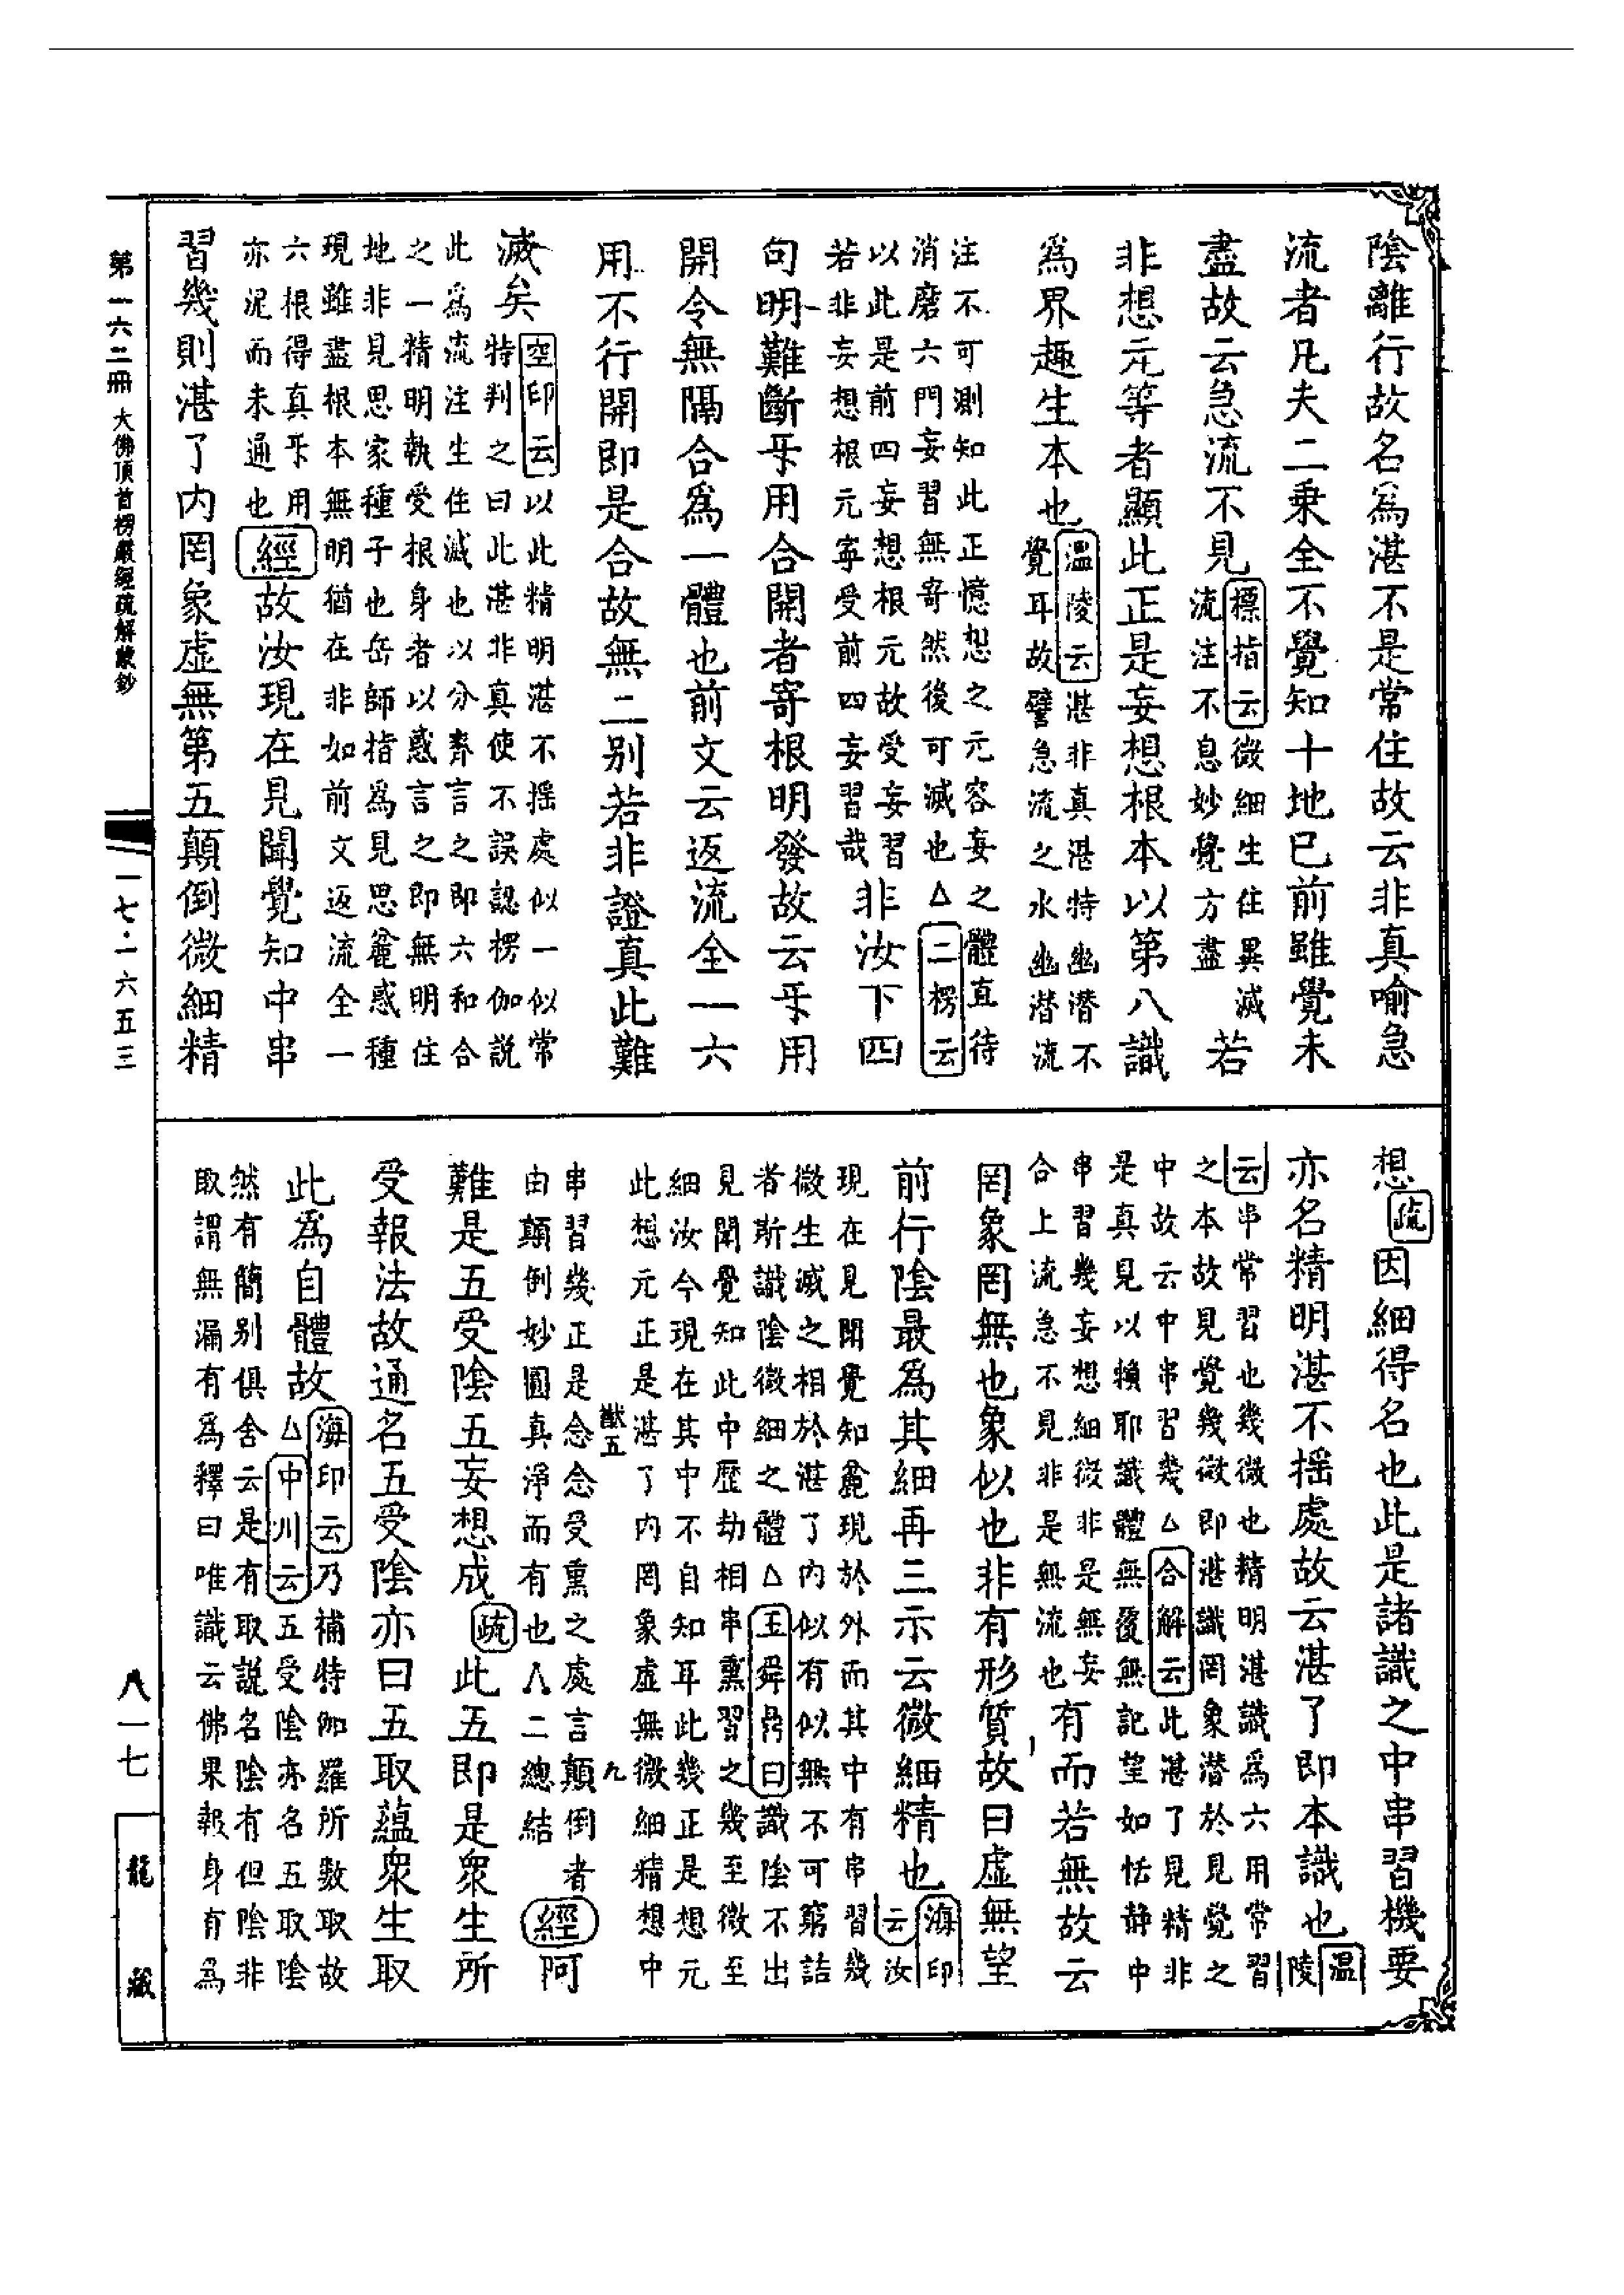 陰離行故名為湛不是常住故云非真喻急
流者凡夫二乗全不覺知十地已前雖覺未
盡故云急流不見
標指云微細生住異滅
流注不息妙覺方盡
若
非想元等者顯此正是妄想根本以第八識
為界趣生本也
溫陵云湛非真湛特幽潜不
覺耳故譬急流之水幽潜流
注不可測知此正憶想之元容妄之體直待
消磨六門妄習無寄然後可滅也△二楞云
以此是前四妄想根元故受妄習
若非妄想根元寧受前四妄習哉
非汝下四
句明難斷㸦用合開者寄根明發故云㸦用
開令無隔合為一體也前文云返流全一六
用不行開即是合故無二別若非證真此難
滅矣
空印云以此精明湛不揺處似一似常
特判之曰此湛非真使不誤認楞伽説
此為流注生住滅也以分齊言之即六和合
之一精明執受根身者以惑言之即無明住
地非見思家種子也岳師指為見思麄惑種
現雖盡根本無明猶在非如前文返流全一
六根得真㸦用
亦泥而未通也
經
故汝現在見聞覺知中串
習幾則湛了内罔象虛無第五顛倒微細精
想
疏
因細得名也此是諸識之中串習機要
亦名精明湛不揺處故云湛了即本識也
溫陵
云串常習也幾微也精明湛識為六用常習
之本故見覺幾微即湛識罔象潜於見覺之
中故云中串習幾△合解云此湛了見精非
是真見以賴耶識體無覆無記望如恬静中
串習幾妄想細微非是無妄
合上流急不見非是無流也
有而若無故云
罔象罔無也象似也非有形質故曰虛無望
前行陰最為其細再三示云微細精也
海印云汝
現在見聞覺知麄現於外而其中有串習幾
微生滅之相於湛了内似有似無不可窮詰
者斯識陰微細之體△玉舜鼎曰識陰不出
見聞覺知此中歷劫相串熏習之幾至微至
細汝今現在其中不自知耳此幾正是想元
此想元正是湛了内罔象虛無微細精想中
猷五
九
串習幾正是念念受熏之處言顛倒者
由顛倒妙圓真淨而有也八二總結
經
阿
難是五受陰五妄想成
疏
此五即是衆生所
受報法故通名五受陰亦曰五取蘊衆生取
此為自體故
海印云乃補特伽羅所數取故
△中川云五受陰亦名五取陰
然有簡别俱舍云是有取説名陰有但陰非
取謂無漏有為釋曰唯識云佛果報身有為
第一六二冊
大佛頂首楞嚴經疏解蒙鈔
一七·一六五三
八一七
龍藏